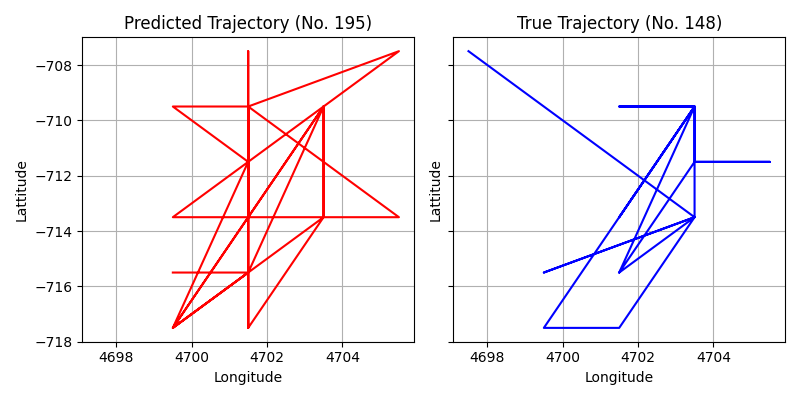 Predicted Trajectory (No. 195)
True Trajectory (No. 148)
−708
−710
−712
−714
−716
−718
Lattitude
Lattitude
4698 4700 4702 4704
4698 4700 4702 4704
Longitude
Longitude